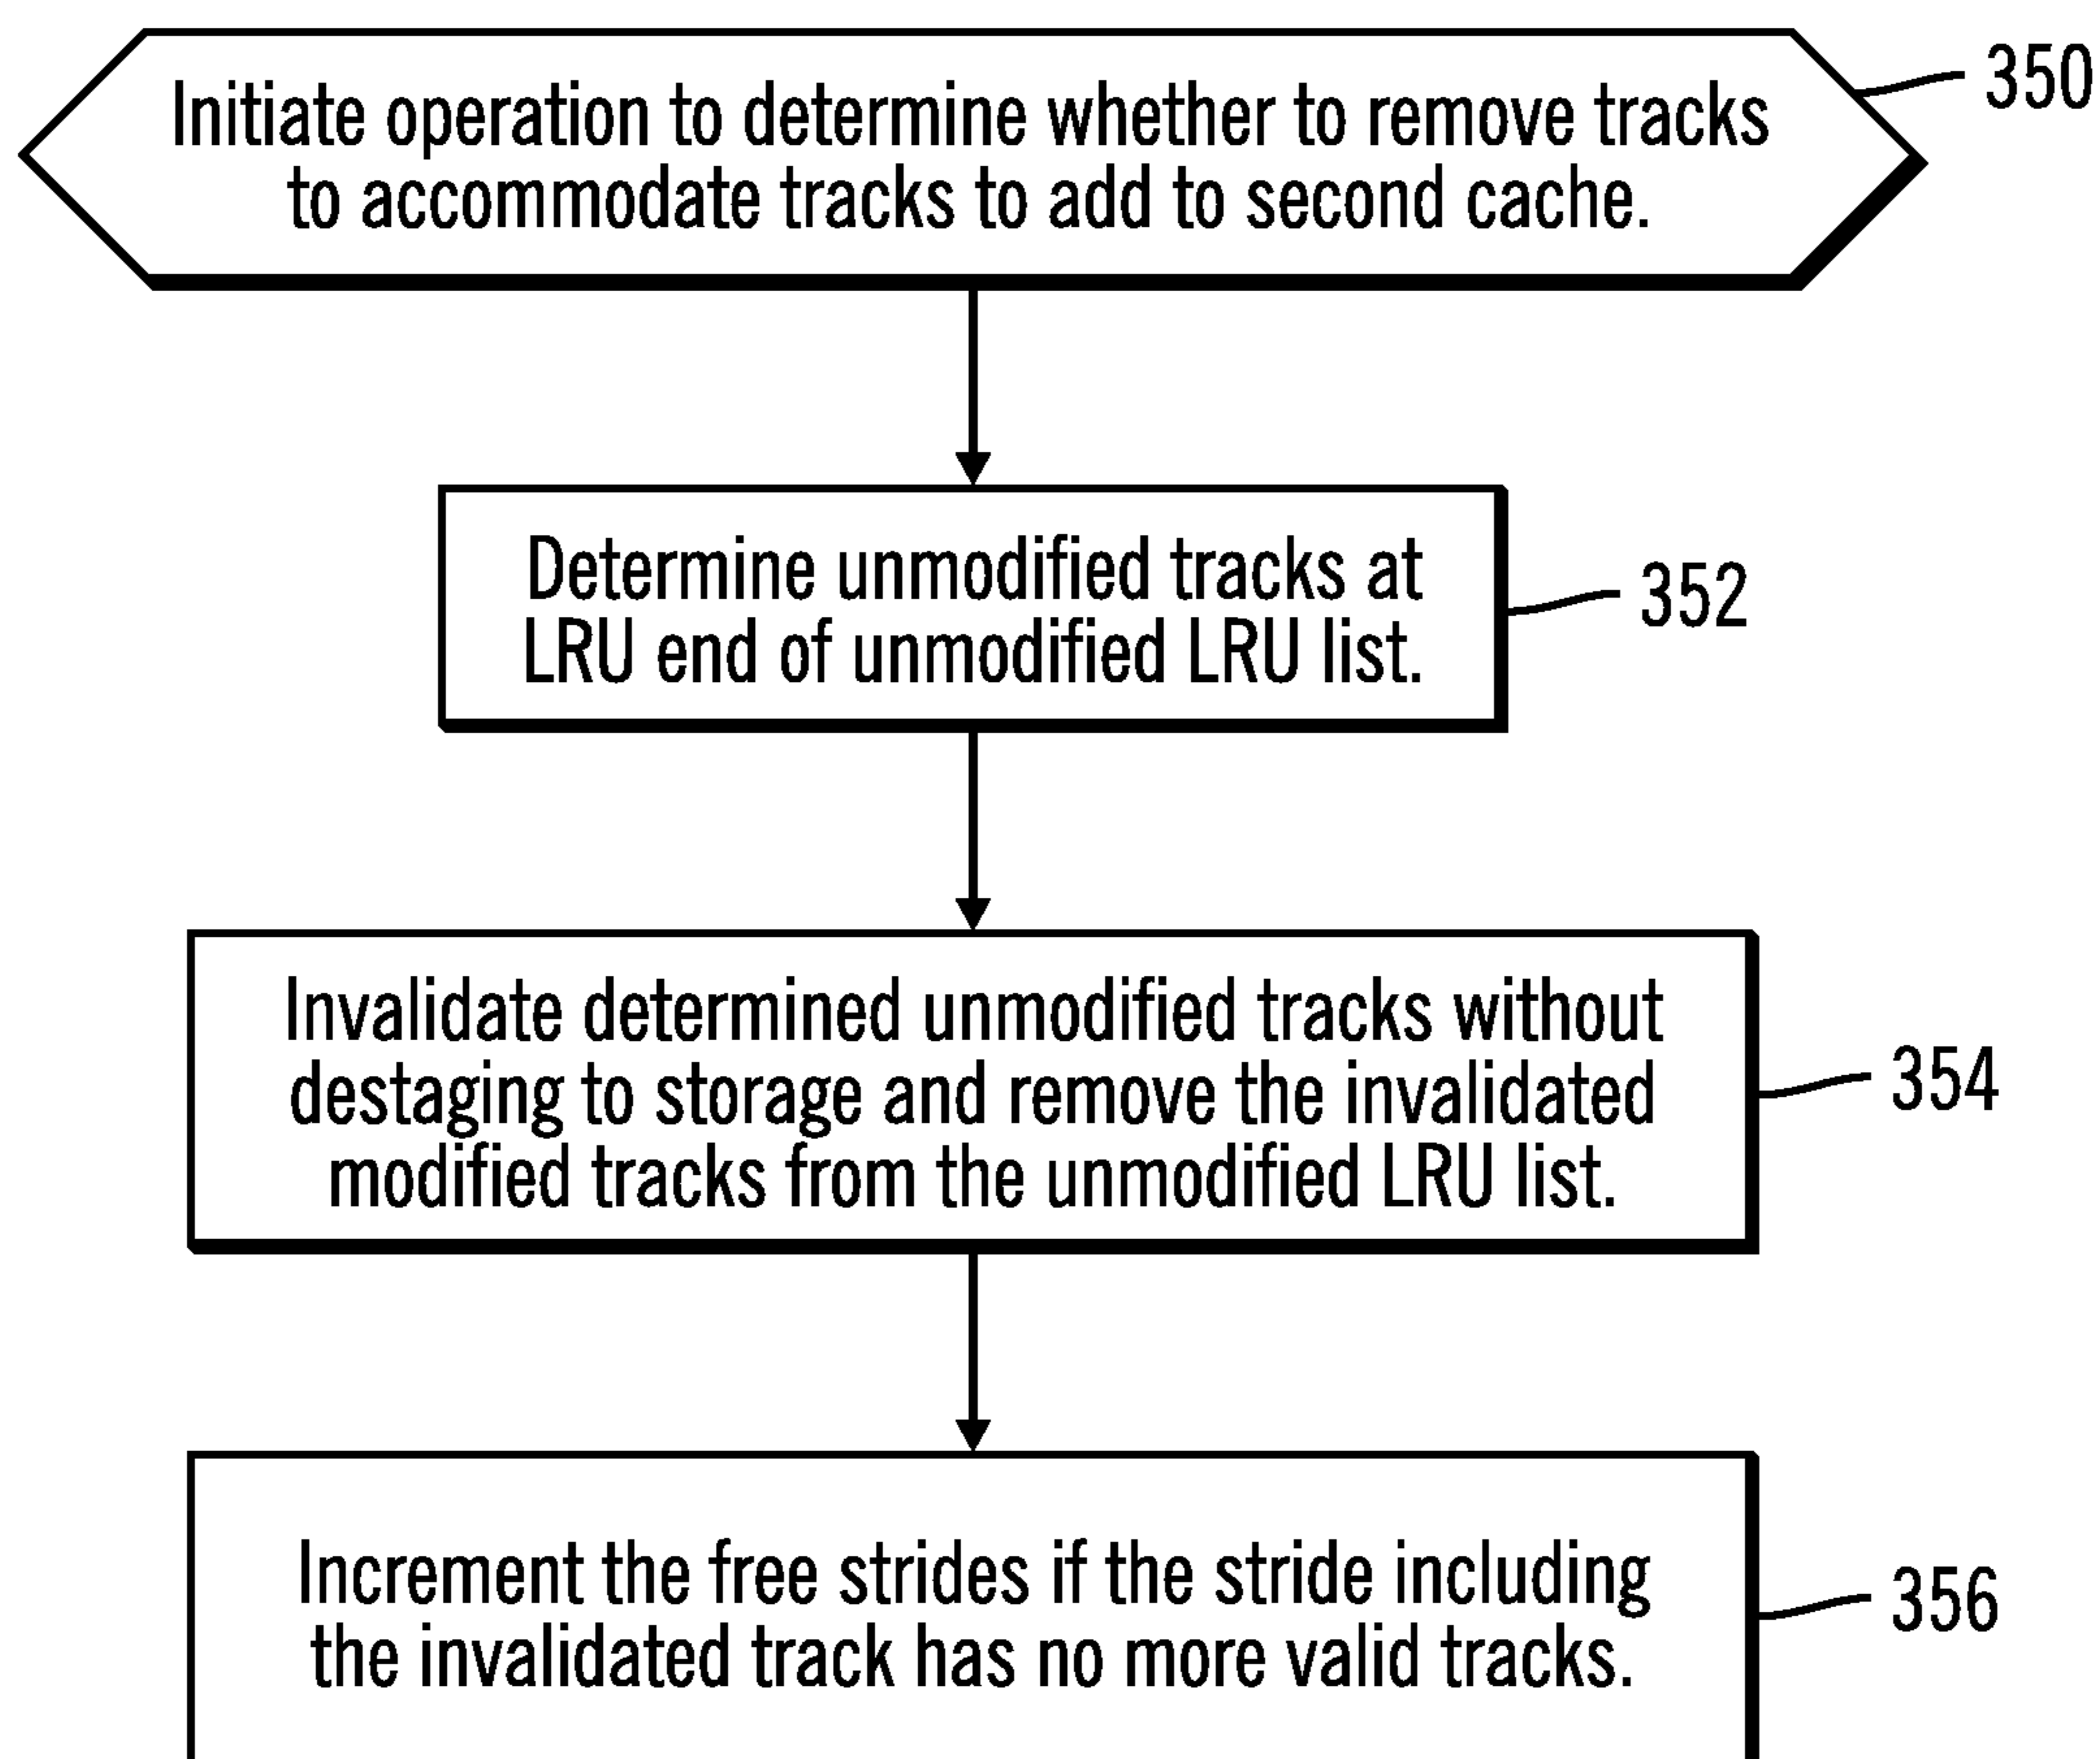 Initiate operation to determine whether to remove tracks
to accommodate tracks to add to second cache.
350
Determine unmodified tracks at
LRU end of unmodified LRU list.
352
Invalidate determined unmodified tracks without
destaging to storage and remove the invalidated
modified tracks from the unmodified LRU list.
354
Increment the free strides if the stride including
the invalidated track has no more valid tracks.
356